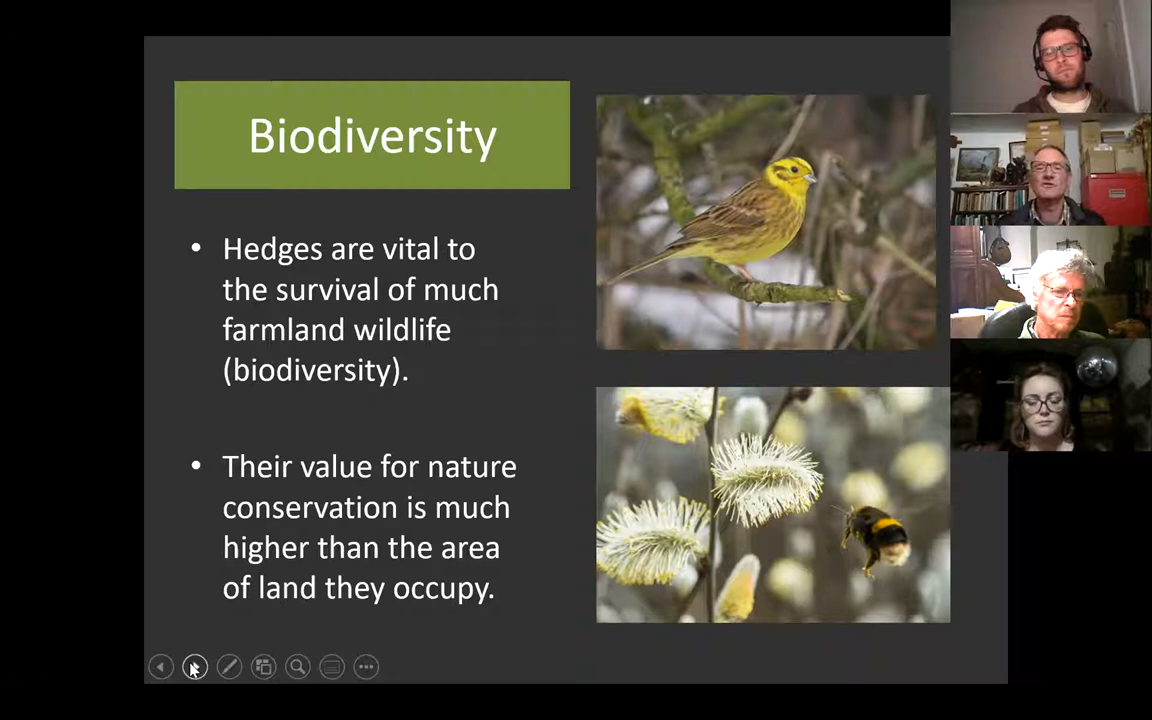 Biodiversity
• Hedges are vital to
the survival of much
farmland wildlife
(biodiversity).
• Their value for nature
conservation is much
higher than the area
of land they occupy.